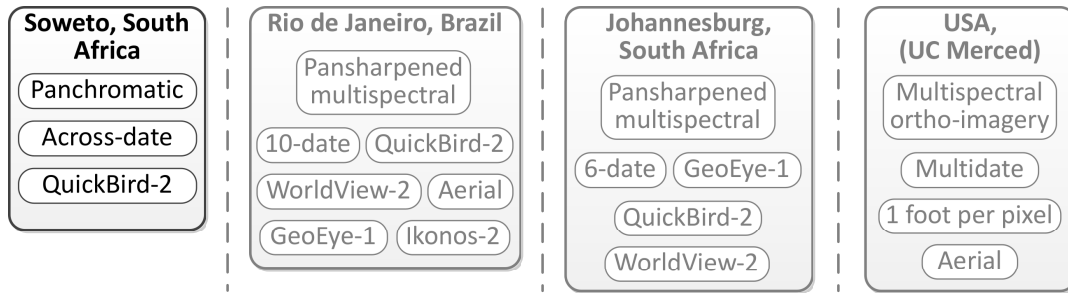 Soweto, South
Africa
Panchromatic
Across-date
QuickBird-2
Rio de Janeiro, Brazil
Pansharpened
multispectral
10-date
QuickBird-2
WorldView-2
Aerial
GeoEye-1
Ikonos-2
Johannesburg,
South Africa
Pansharpened
multispectral
6-date
GeoEye-1
QuickBird-2
WorldView-2
USA,
(UC Merced)
Multispectral
ortho-imagery
Multidate
1 foot per pixel
Aerial